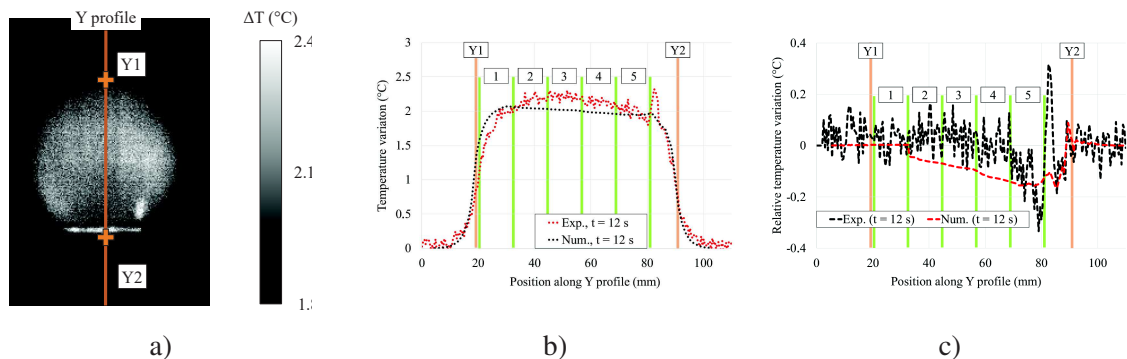 Y profile
ΔT (°C)
2.4
Y1
2.1
Y2
1.8
a)
Temperature variaton (°C)
3
2.5
2
1.5
1
0.5
0
Y1
Y2
1
2
3
4
5
Exp., t = 12 s
Num., t = 12 s
0
20
40
60
80
100
Position along Y profile (mm)
b)
Relative temperature variation (°C)
0.4
0.2
0
-0.2
-0.4
Y1
Y2
1
2
3
4
5
Exp. (t = 12 s)
Num. (t = 12 s)
0
20
40
60
80
100
Position along Y profile (mm)
c)